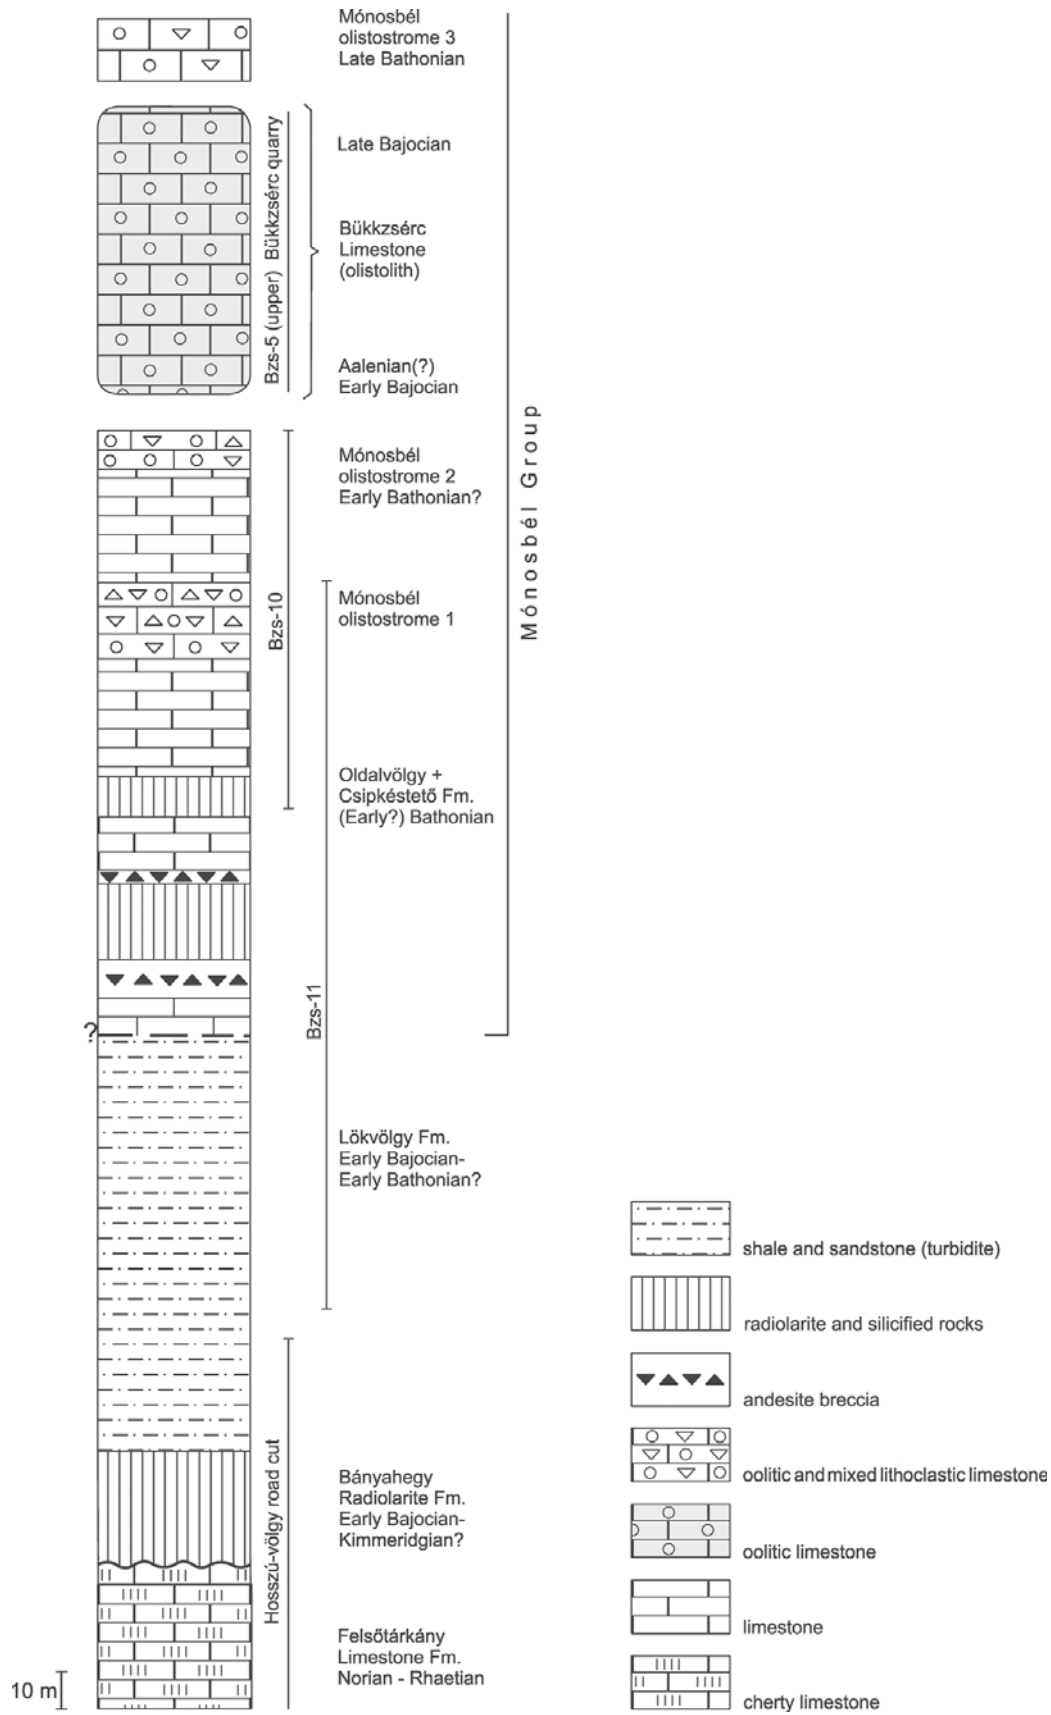 Mónosbél
olistostrome 3
Late Bathonian
Late Bajocian
Bükkzsérc
Limestone
(olistolith)
Aalenian(?)
Early Bajocian
Bzs-5 (upper) Bükkzsérc quarry
Mónosbél
olistostrome 2
Early Bathonian?
Mónosbél
olistostrome 1
Bzs-10
Mónosbél Group
Oldalvölgy +
Csipkéstető Fm.
(Early?) Bathonian
Bzs-11
?
Lökvölgy Fm.
Early Bajocian-
Early Bathonian?
Bányahegy
Radiolarite Fm.
Early Bajocian-
Kimmeridgian?
Hosszú-völgy road cut
Felsőtárkány
Limestone Fm.
Norian - Rhaetian
10 m
shale and sandstone (turbidite)
radiolarite and silicified rocks
andesite breccia
oolitic and mixed lithoclastic limestone
oolitic limestone
limestone
cherty limestone